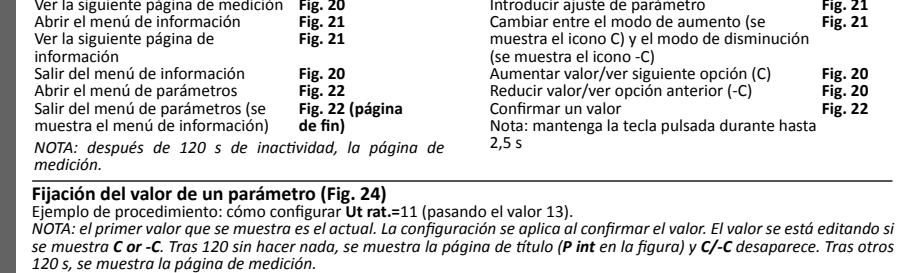 Ver la siguiente página de medición Fig. 20
Abrir el menú de información Fig. 21
Ver la siguiente página de Fig. 21
información
Salir del menú de información Fig. 20
Abrir el menú de parámetros Fig. 22
Salir del menú de parámetros (se Fig. 22 (página
muestra el menú de información) de fin)
NOTA: después de 120 s de inactividad, la página de
medición.
Introducir ajuste de parámetro Fig. 21
Cambiar entre el modo de aumento (se Fig. 21
muestra el icono C) y el modo de disminución
(se muestra el icono -C)
Aumentar valor/ver siguiente opción (C) Fig. 20
Reducir valor/ver opción anterior (-C) Fig. 20
Confirmar un valor Fig. 22
Nota: mantenga la tecla pulsada durante hasta
2,5 s
Fijación del valor de un parámetro (Fig. 24)
Ejemplo de procedimiento: cómo configurar Ut rat.=11 (pasando el valor 13).
NOTA: el primer valor que se muestra es el actual. La configuración se aplica al confirmar el valor. El valor se está editando si
se muestra C or -C. Tras 120 sin hacer nada, se muestra la página de título (P int en la figura) y C/-C desaparece. Tras otros
120 s, se muestra la página de medición.